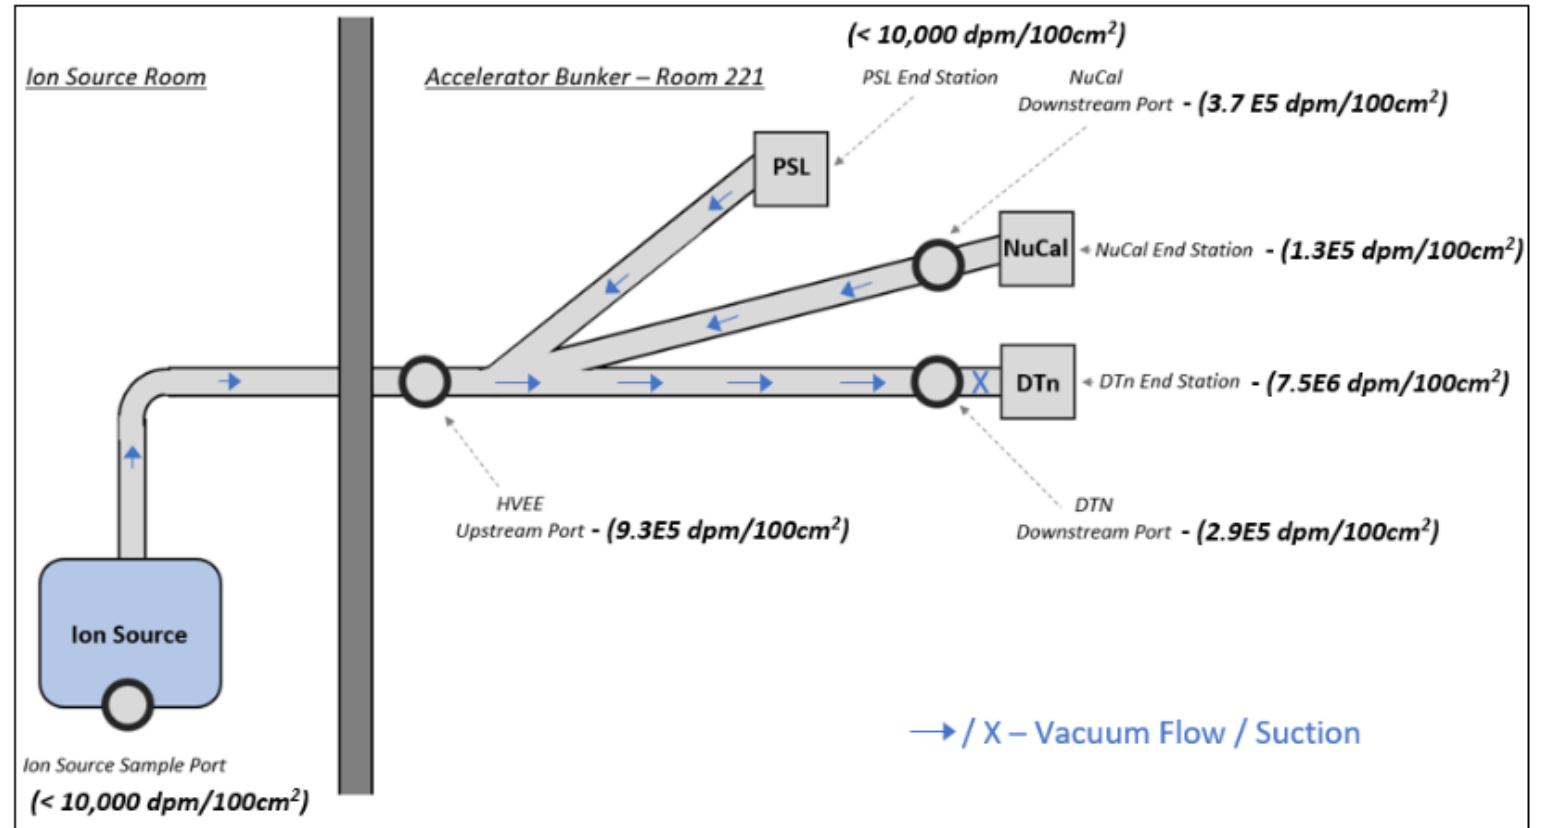 (< 10,000 dpm/100cm²)
Ion Source Room
Accelerator Bunker – Room 221
PSL End Station
NuCal
Downstream Port - (3.7 E5 dpm/100cm²)
PSL
NuCal
NuCal End Station - (1.3E5 dpm/100cm²)
X
DTn
DTn End Station - (7.5E6 dpm/100cm²)
HVEE
Upstream Port - (9.3E5 dpm/100cm²)
DTN
Downstream Port - (2.9E5 dpm/100cm²)
Ion Source
→/ X – Vacuum Flow / Suction
Ion Source Sample Port
(< 10,000 dpm/100cm²)